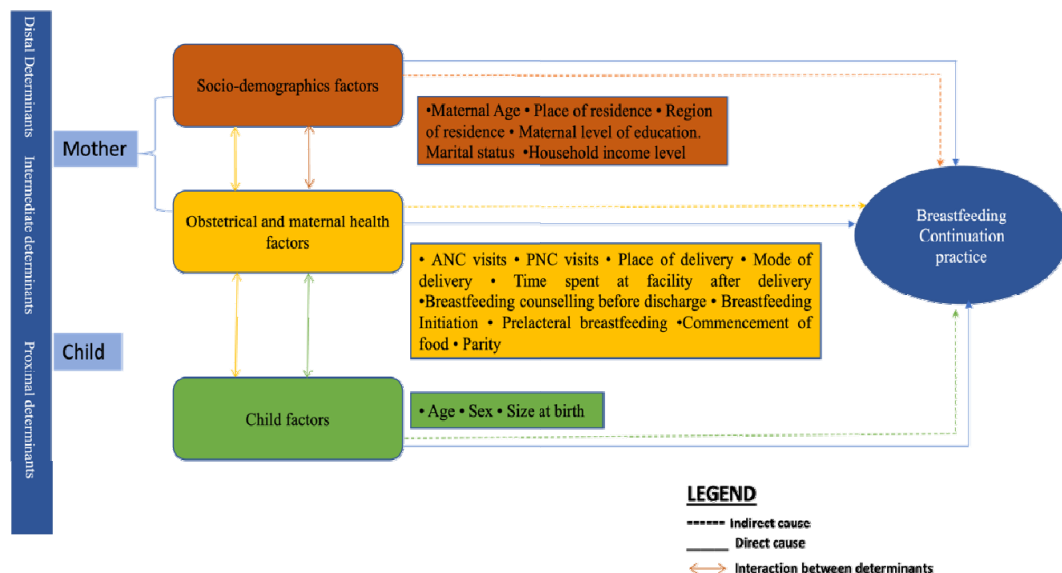 Distal Determinants
Intermediate determinants
Proximal determinants
Mother
Child
Socio-demographics factors
•Maternal Age • Place of residence • Region
of residence • Maternal level of education.
Marital status •Household income level
Obstetrical and maternal health
factors
• ANC visits • PNC visits • Place of delivery • Mode of
delivery • Time spent at facility after delivery
•Breastfeeding counselling before discharge • Breastfeeding
Initiation • Prelacteral breastfeeding •Commencement of
food • Parity
Child factors
• Age • Sex • Size at birth
Breastfeeding
Continuation
practice
LEGEND
Indirect cause
Direct cause
Interaction between determinants